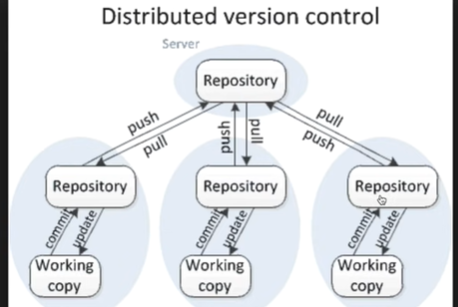 Distributed version control
Server
Repository
push
pull
push
pull
pull
push
Repository
Repository
Repository
commit
update
commit
update
commit
update
Working
copy
Working
copy
Working
copy